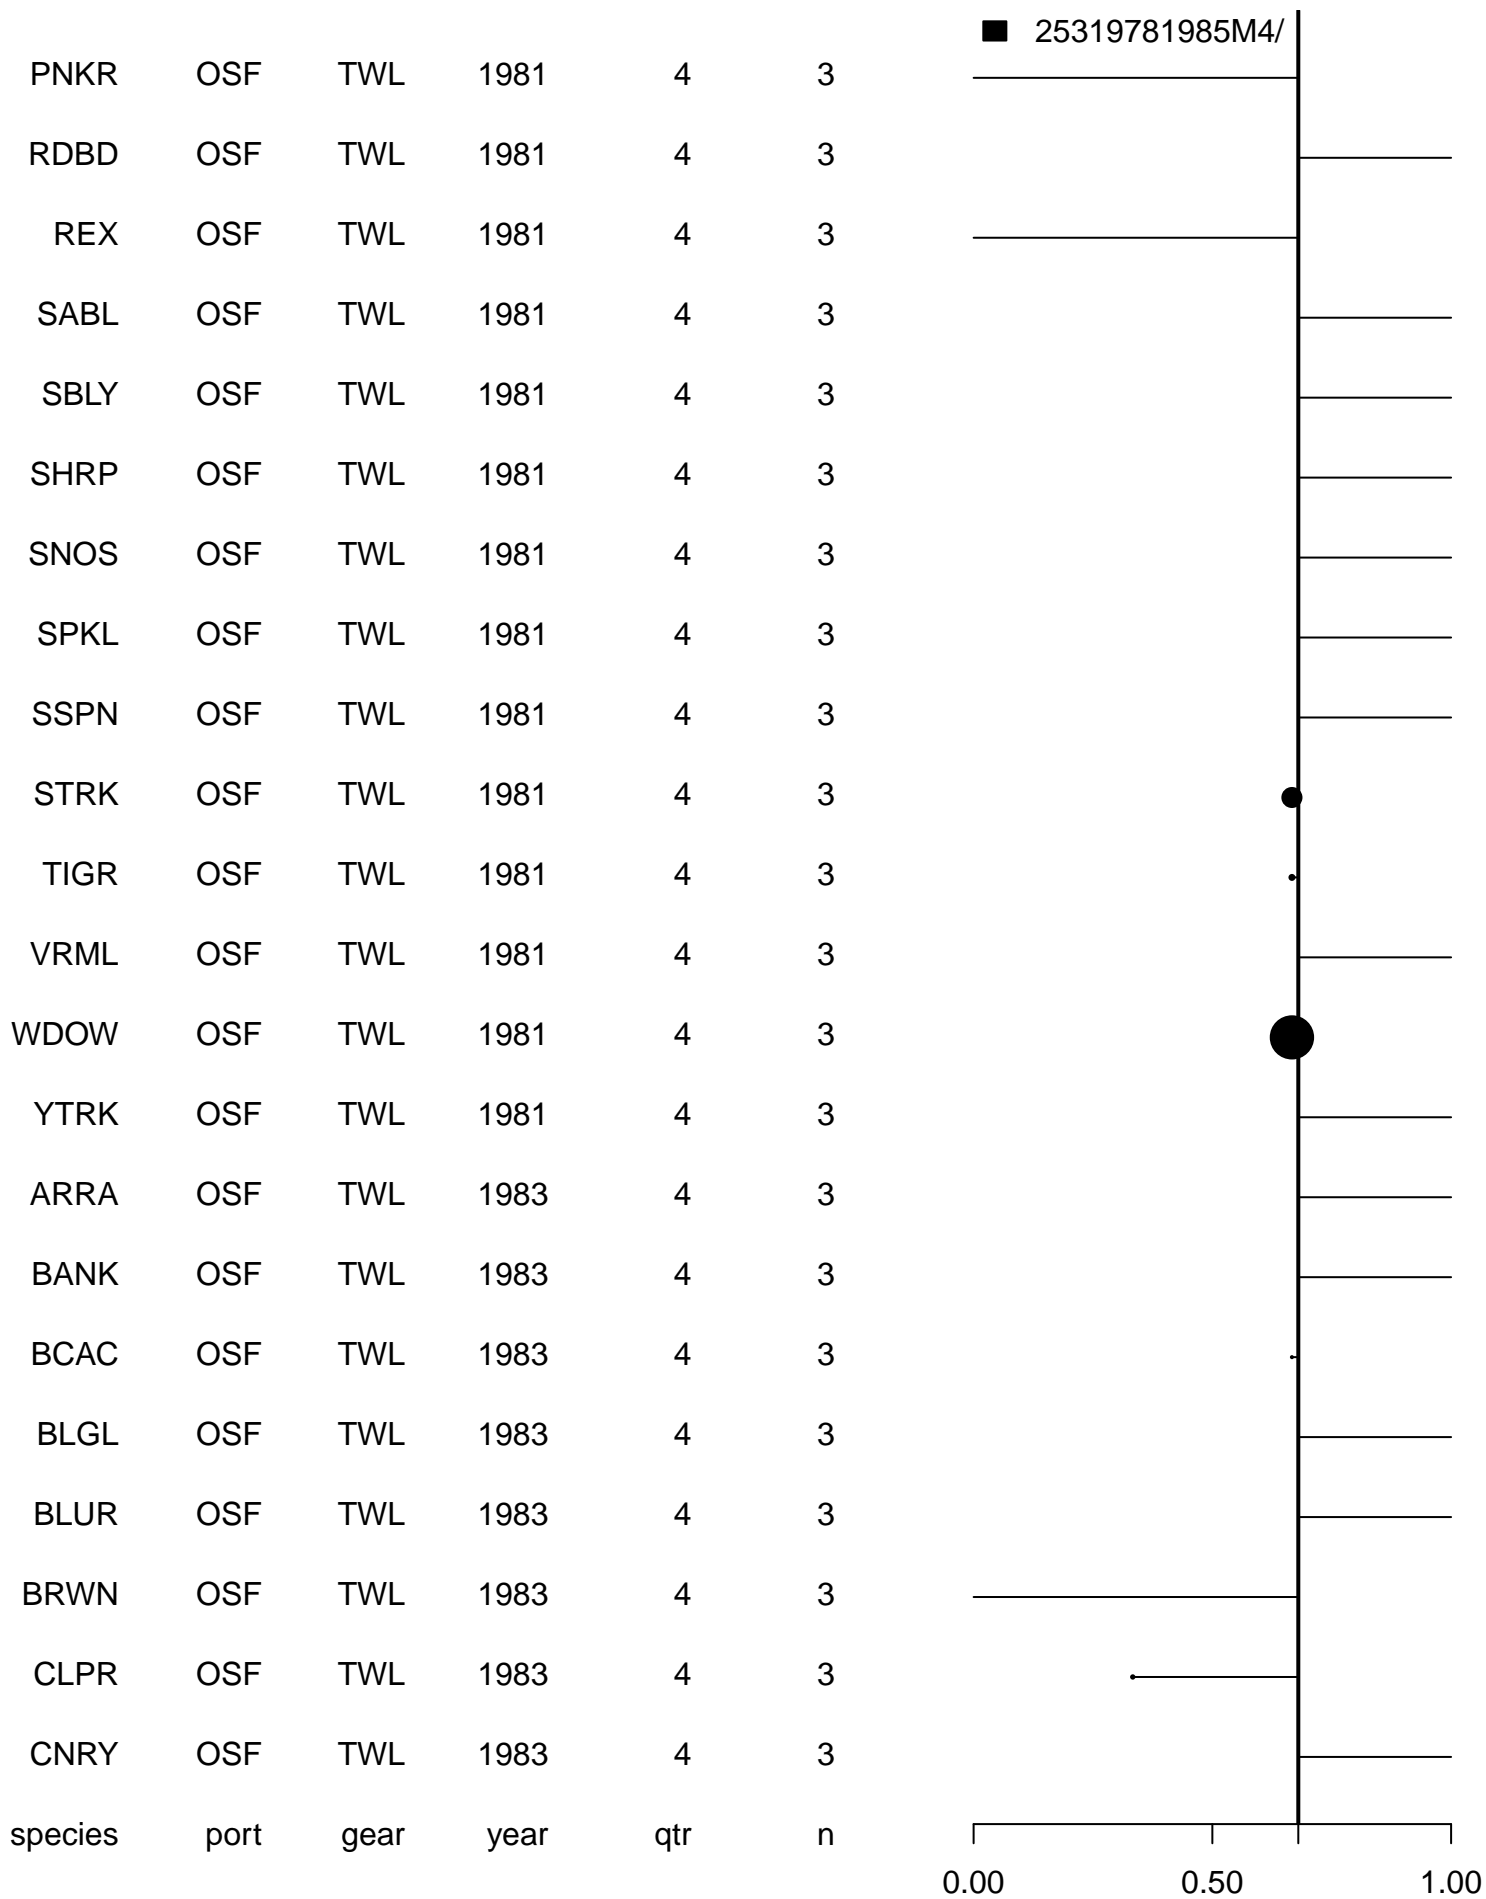 25319781985M4/
PNKR OSF TWL 1981 4 3
RDBD OSF TWL 1981 4 3
REX OSF TWL 1981 4 3
SABL OSF TWL 1981 4 3
SBLY OSF TWL 1981 4 3
SHRP OSF TWL 1981 4 3
SNOS OSF TWL 1981 4 3
SPKL OSF TWL 1981 4 3
SSPN OSF TWL 1981 4 3
STRK OSF TWL 1981 4 3
TIGR OSF TWL 1981 4 3
VRML OSF TWL 1981 4 3
WDOW OSF TWL 1981 4 3
YTRK OSF TWL 1981 4 3
ARRA OSF TWL 1983 4 3
BANK OSF TWL 1983 4 3
BCAC OSF TWL 1983 4 3
BLGL OSF TWL 1983 4 3
BLUR OSF TWL 1983 4 3
BRWN OSF TWL 1983 4 3
CLPR OSF TWL 1983 4 3
CNRY OSF TWL 1983 4 3
species port gear year qtr n
0.00 0.50 1.00